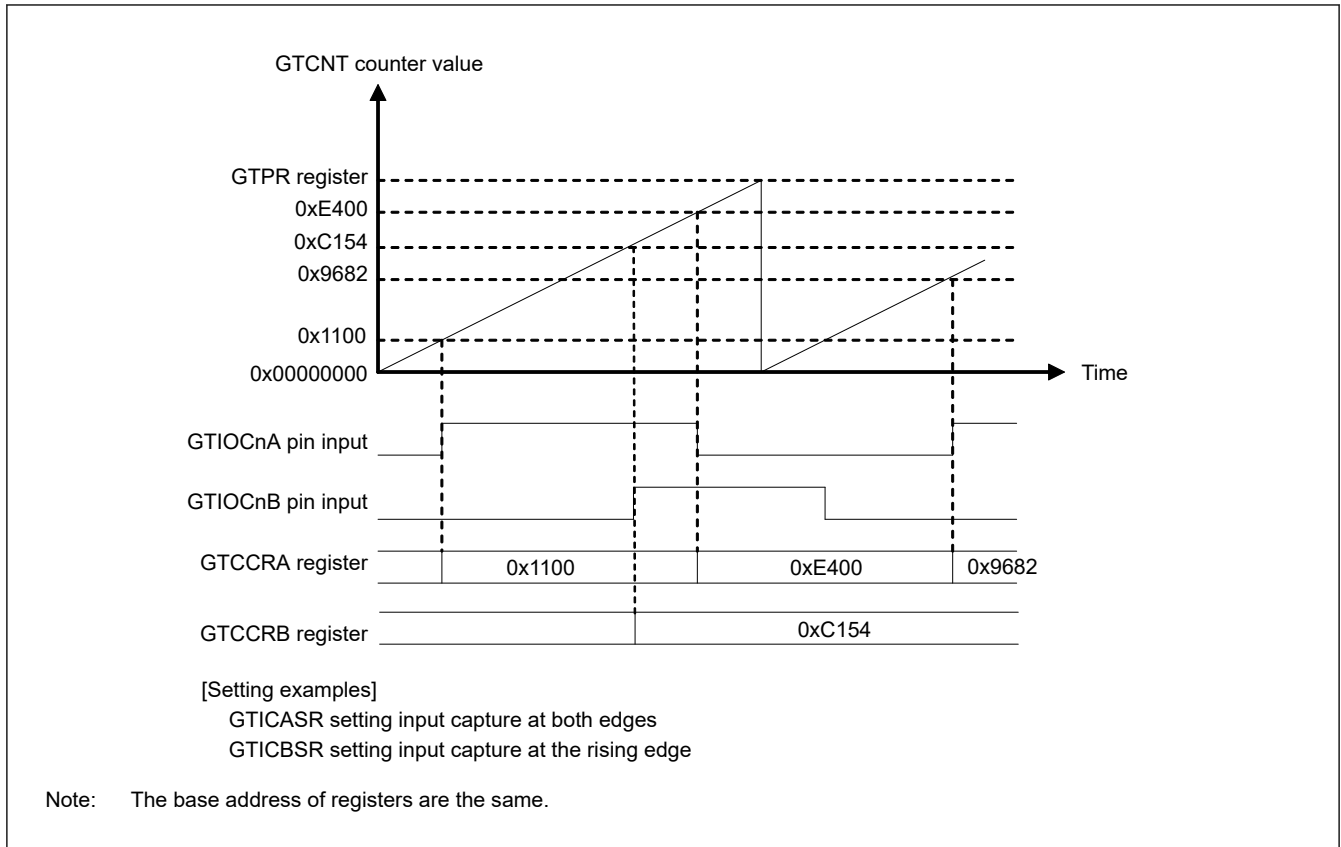 GTCNT counter value
GTPR register
0xE400
0xC154
0x9682
0x1100
0x00000000
Time
GTIOCnA pin input
GTIOCnB pin input
GTCCRA register
0x1100
0xE400
0x9682
GTCCRB register
0xC154
[Setting examples]
GTICASR setting input capture at both edges
GTICBSR setting input capture at the rising edge
Note: The base address of registers are the same.